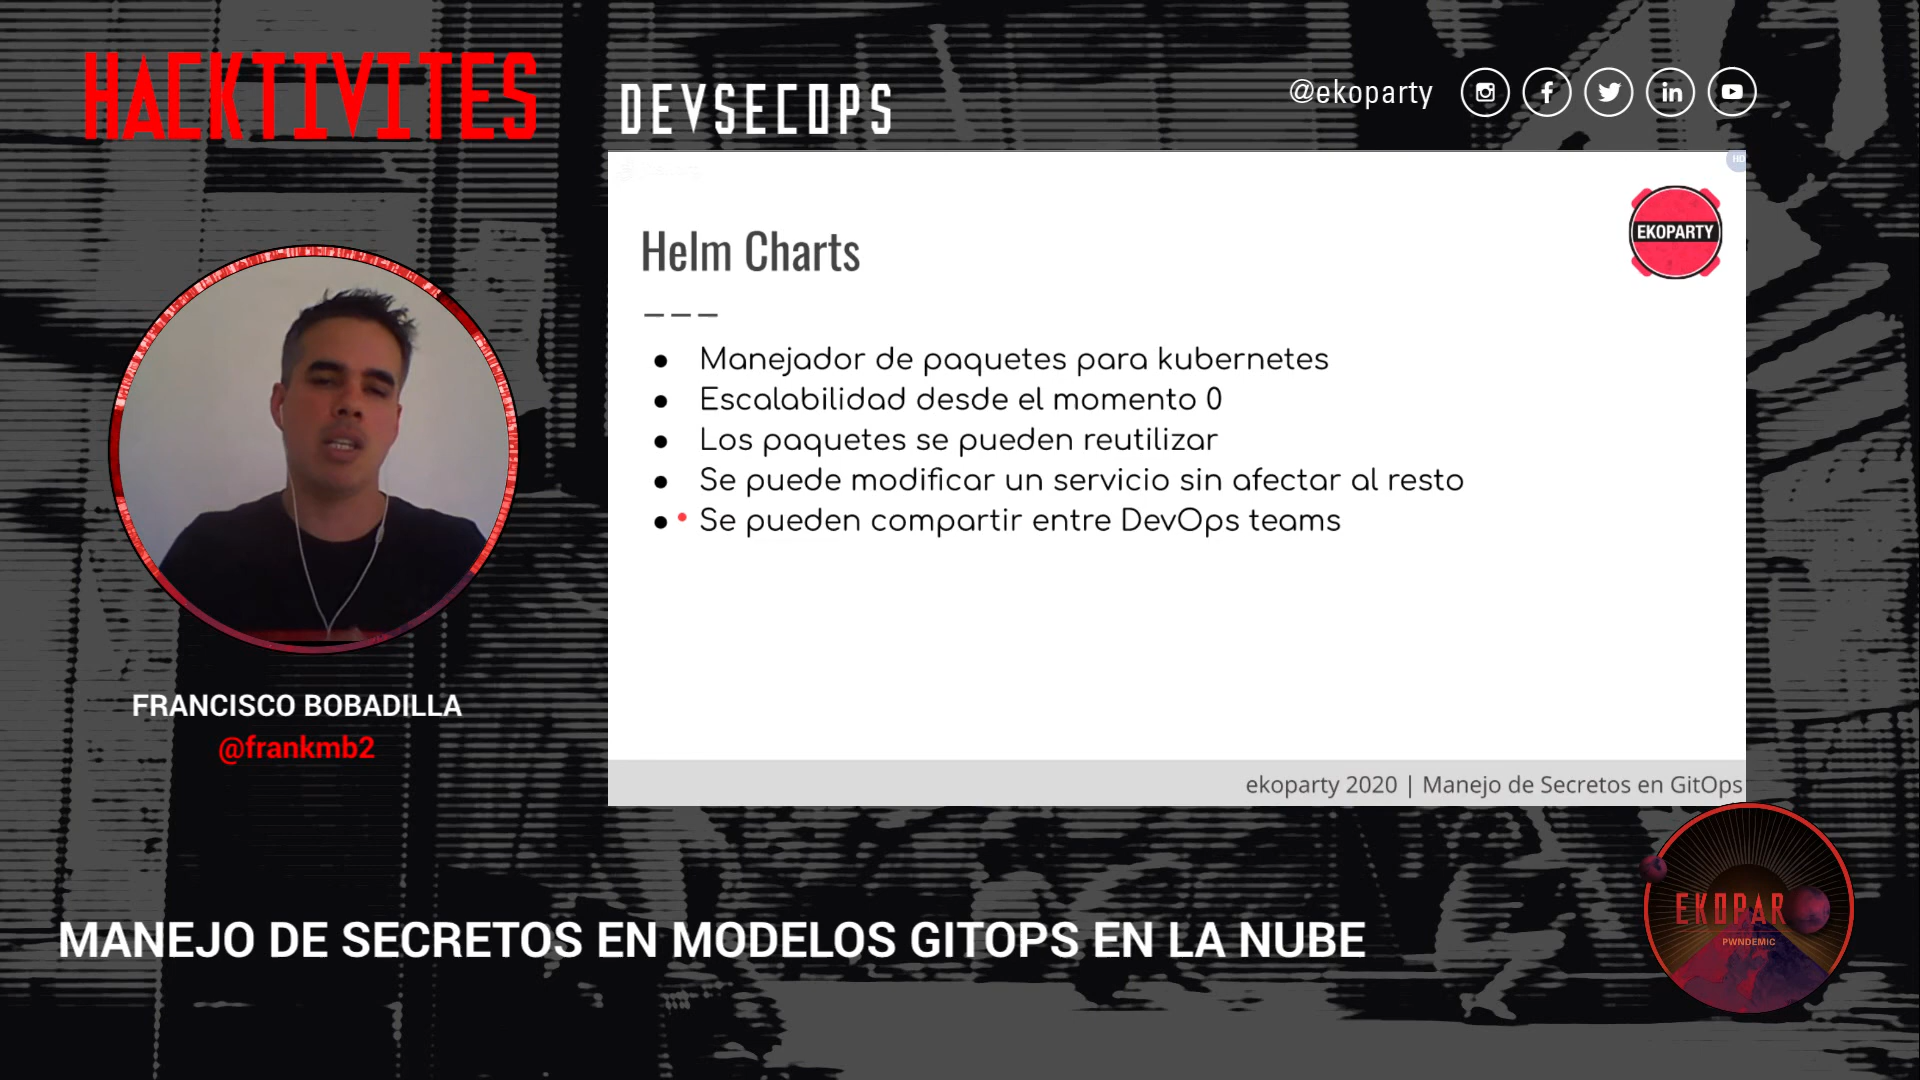 HACKTIVITES
DEVSECOPS
@ekoparty
HD
EKOPARTY
Helm Charts
Manejador de paquetes para kubernetes
Escalabilidad desde el momento 0
Los paquetes se pueden reutilizar
Se puede modificar un servicio sin afectar al resto
Se pueden compartir entre DevOps teams
ekoparty 2020 | Manejo de Secretos en GitOps
FRANCISCO BOBADILLA
@frankmb2
MANEJO DE SECRETOS EN MODELOS GITOPS EN LA NUBE
EKOPAR
PWNDEMIC